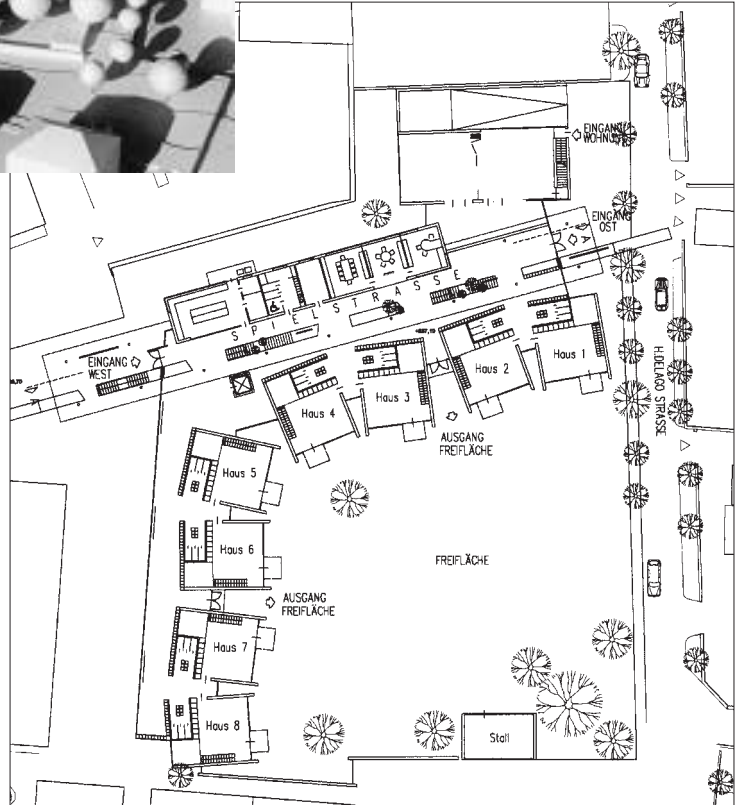 EINGANG
WOHNUNG
EINGANG
OST
A
SPIELSTRASSE
EINGANG
WEST
Haus 1
Haus 2
Haus 3
Haus 4
AUSGANG
FREIFLÄCHE
H.DELAGO STRASSE
Haus 5
Haus 6
FREIFLÄCHE
AUSGANG
FREIFLÄCHE
Haus 7
Haus 8
Stall